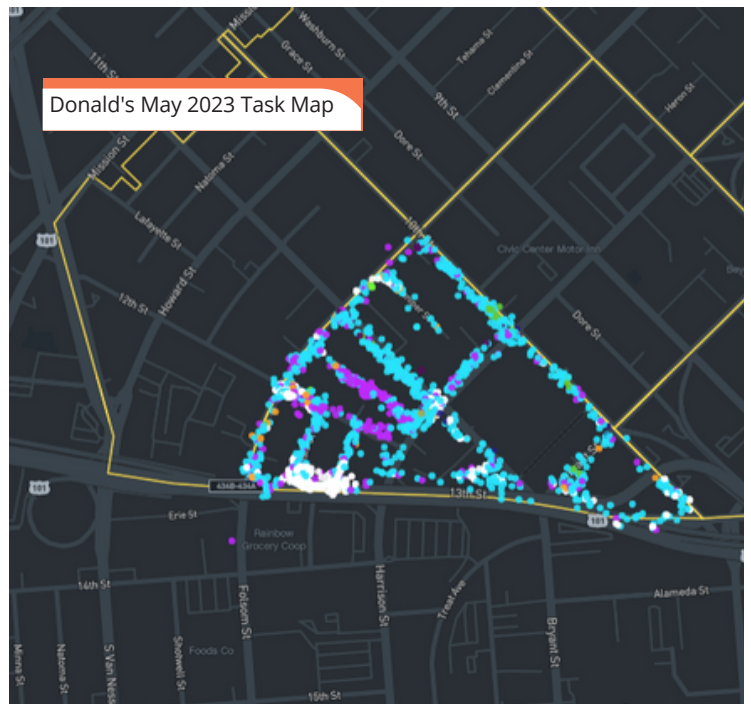 101
Mission St
Washburn St
Grace St
11th St
Tehama St
Clementina St
9th St
Heron St
Donald's May 2023 Task Map
Dore St
Mission St
Natoma St
Lafayette St
101
10th
Civic Center Motor Inn
Howard St
12th St
Dore St
101
13th St
101
Erie St
Rainbow
Grocery Coop
14th St
Folsom St
Harrison St
Treat Ave
Bryant St
Alameda St
Minna St
Natoma St
S Van Ness
Shotwell St
Foods Co
15th St